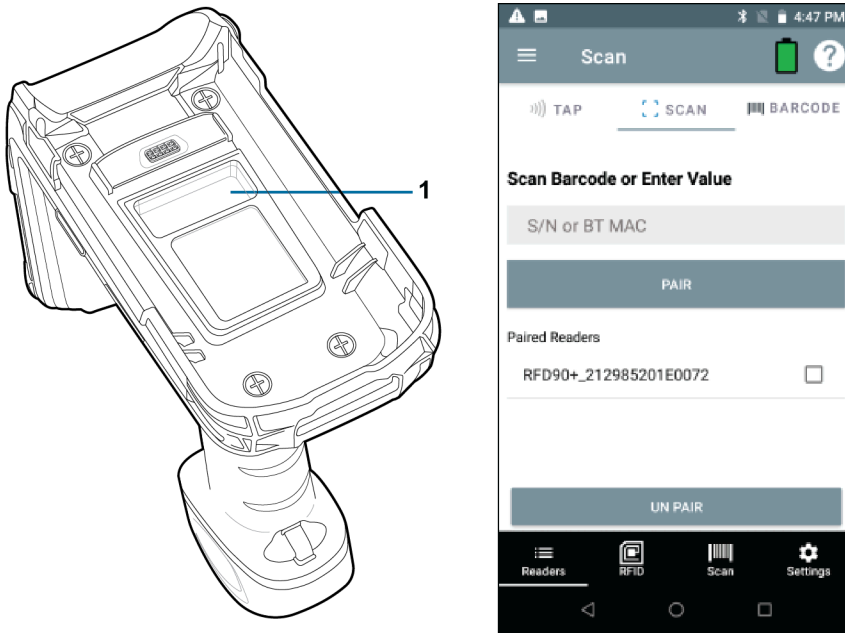 1
4:47 PM
Scan
?
TAP
SCAN
BARCODE
Scan Barcode or Enter Value
S/N or BT MAC
PAIR
Paired Readers
RFD90+_212985201E0072
UN PAIR
Readers
RFID
Scan
Settings